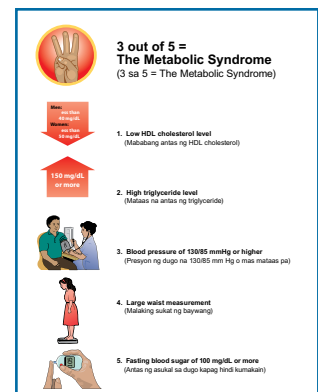 3 out of 5 =
The Metabolic Syndrome
(3 sa 5 = The Metabolic Syndrome)
Men:
less than
40 mg/dL
Women:
less than
50 mg/dL
1. Low HDL cholesterol level
(Mababang antas ng HDL cholesterol)
150 mg/dL
or more
2. High triglyceride level
(Mataas na antas ng triglyceride)
3. Blood pressure of 130/85 mmHg or higher
(Presyon ng dugo na 130/85 mm Hg o mas mataas pa)
4. Large waist measurement
(Malaking sukat ng baywang)
5. Fasting blood sugar of 100 mg/dL or more
(Antas ng asukal sa dugo kapag hindi kumakain)